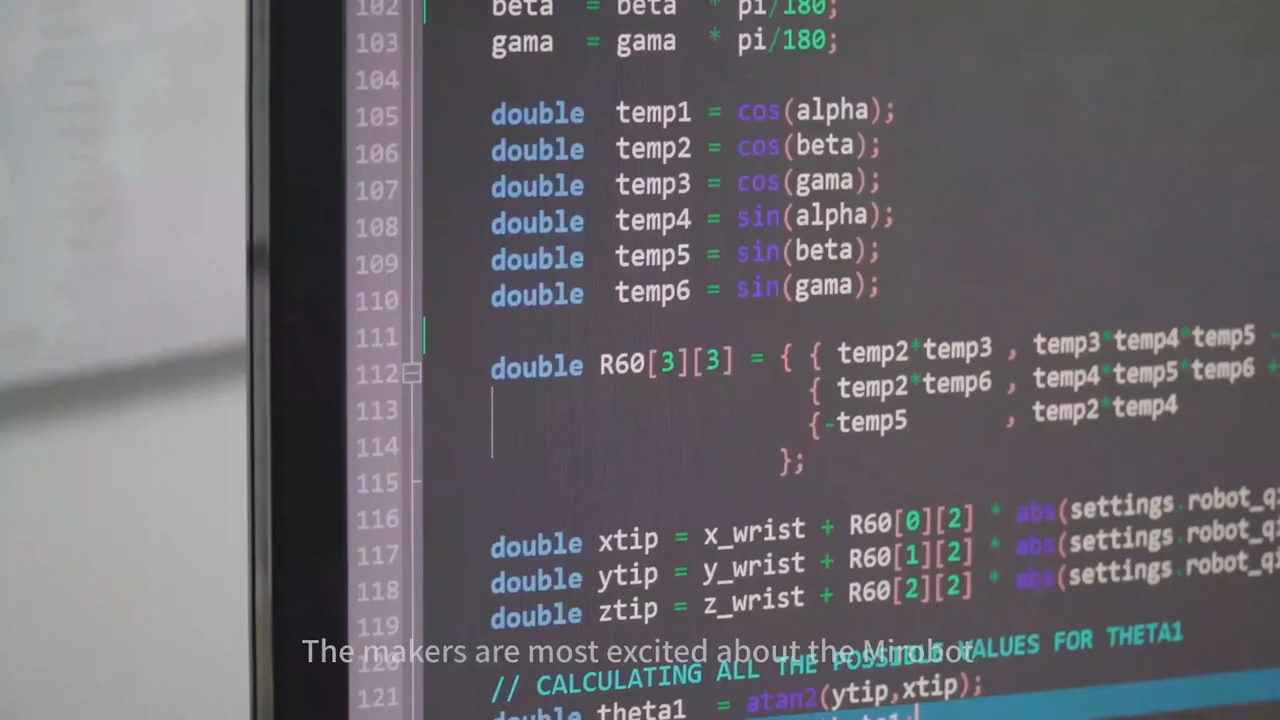 102 beta = beta * pi/180;
103 gama = gama * pi/180;
104
105 double temp1 = cos(alpha);
106 double temp2 = cos(beta);
107 double temp3 = cos(gama);
108 double temp4 = sin(alpha);
109 double temp5 = sin(beta);
110 double temp6 = sin(gama);
111
112 double R60[3][3] = { { temp2*temp3 , temp3*temp4*temp5 -
113 { temp2*temp6 , temp4*temp5*temp6 +
114 {-temp5 , temp2*temp4
115 };
116
117 double xtip = x_wrist + R60[0][2] * abs(settings.robot_
118 double ytip = y_wrist + R60[1][2] * abs(settings.robot_
119 double ztip = z_wrist + R60[2][2] * abs(settings.robot_
120 // CALCULATING ALL THE POSSIBLE VALUES FOR THETA1
121 double theta1 = atan2(ytip,xtip);
The makers are most excited about the Mirobot